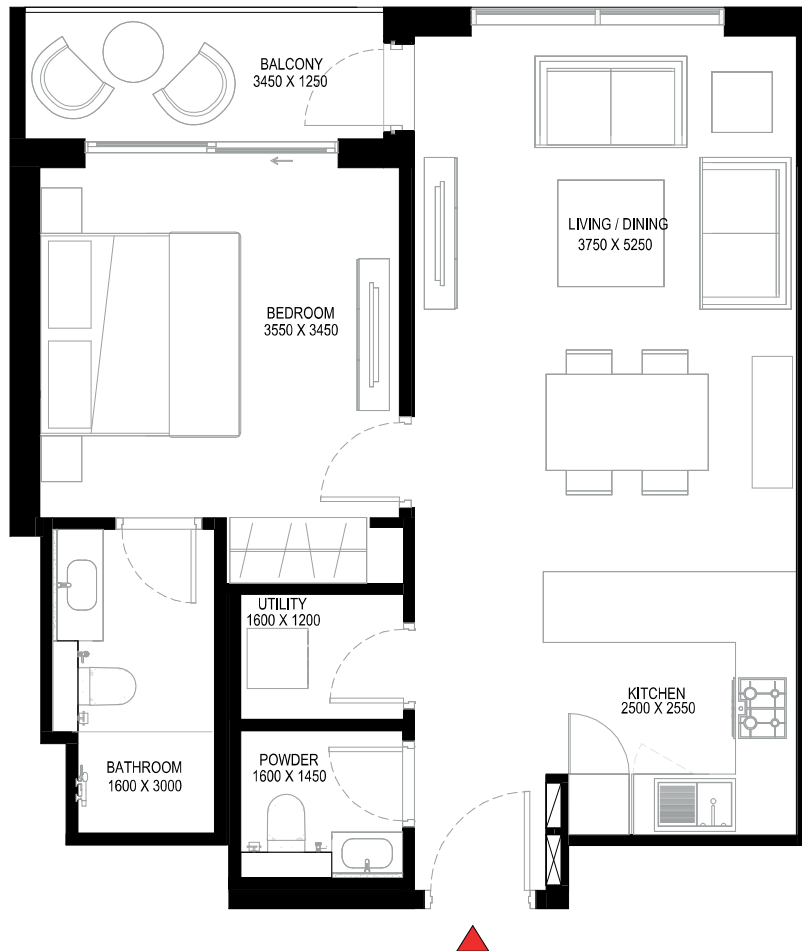 BALCONY
3450 X 1250
LIVING / DINING
3750 X 5250
BEDROOM
3550 X 3450
UTILITY
1600 X 1200
KITCHEN
2500 X 2550
POWDER
1600 X 1450
BATHROOM
1600 X 3000